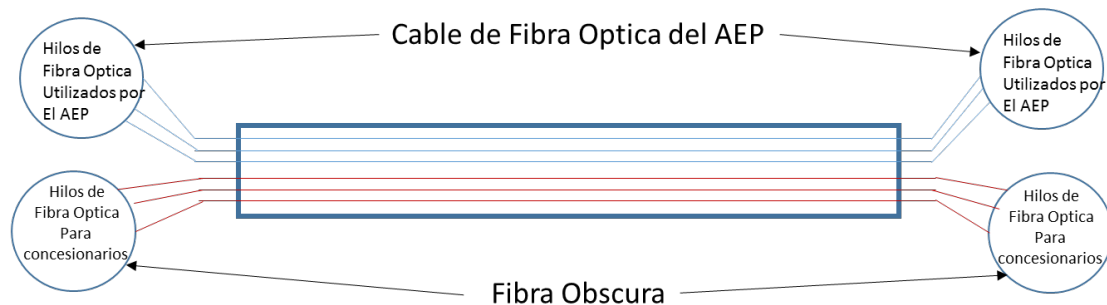 Cable de Fibra Optica del AEP
Hilos de
Fibra Optica
Utilizados por
El AEP
Hilos de
Fibra Optica
Utilizados por
El AEP
Hilos de
Fibra Optica
Para
concesionarios
Hilos de
Fibra Optica
Para
concesionarios
Fibra Obscura